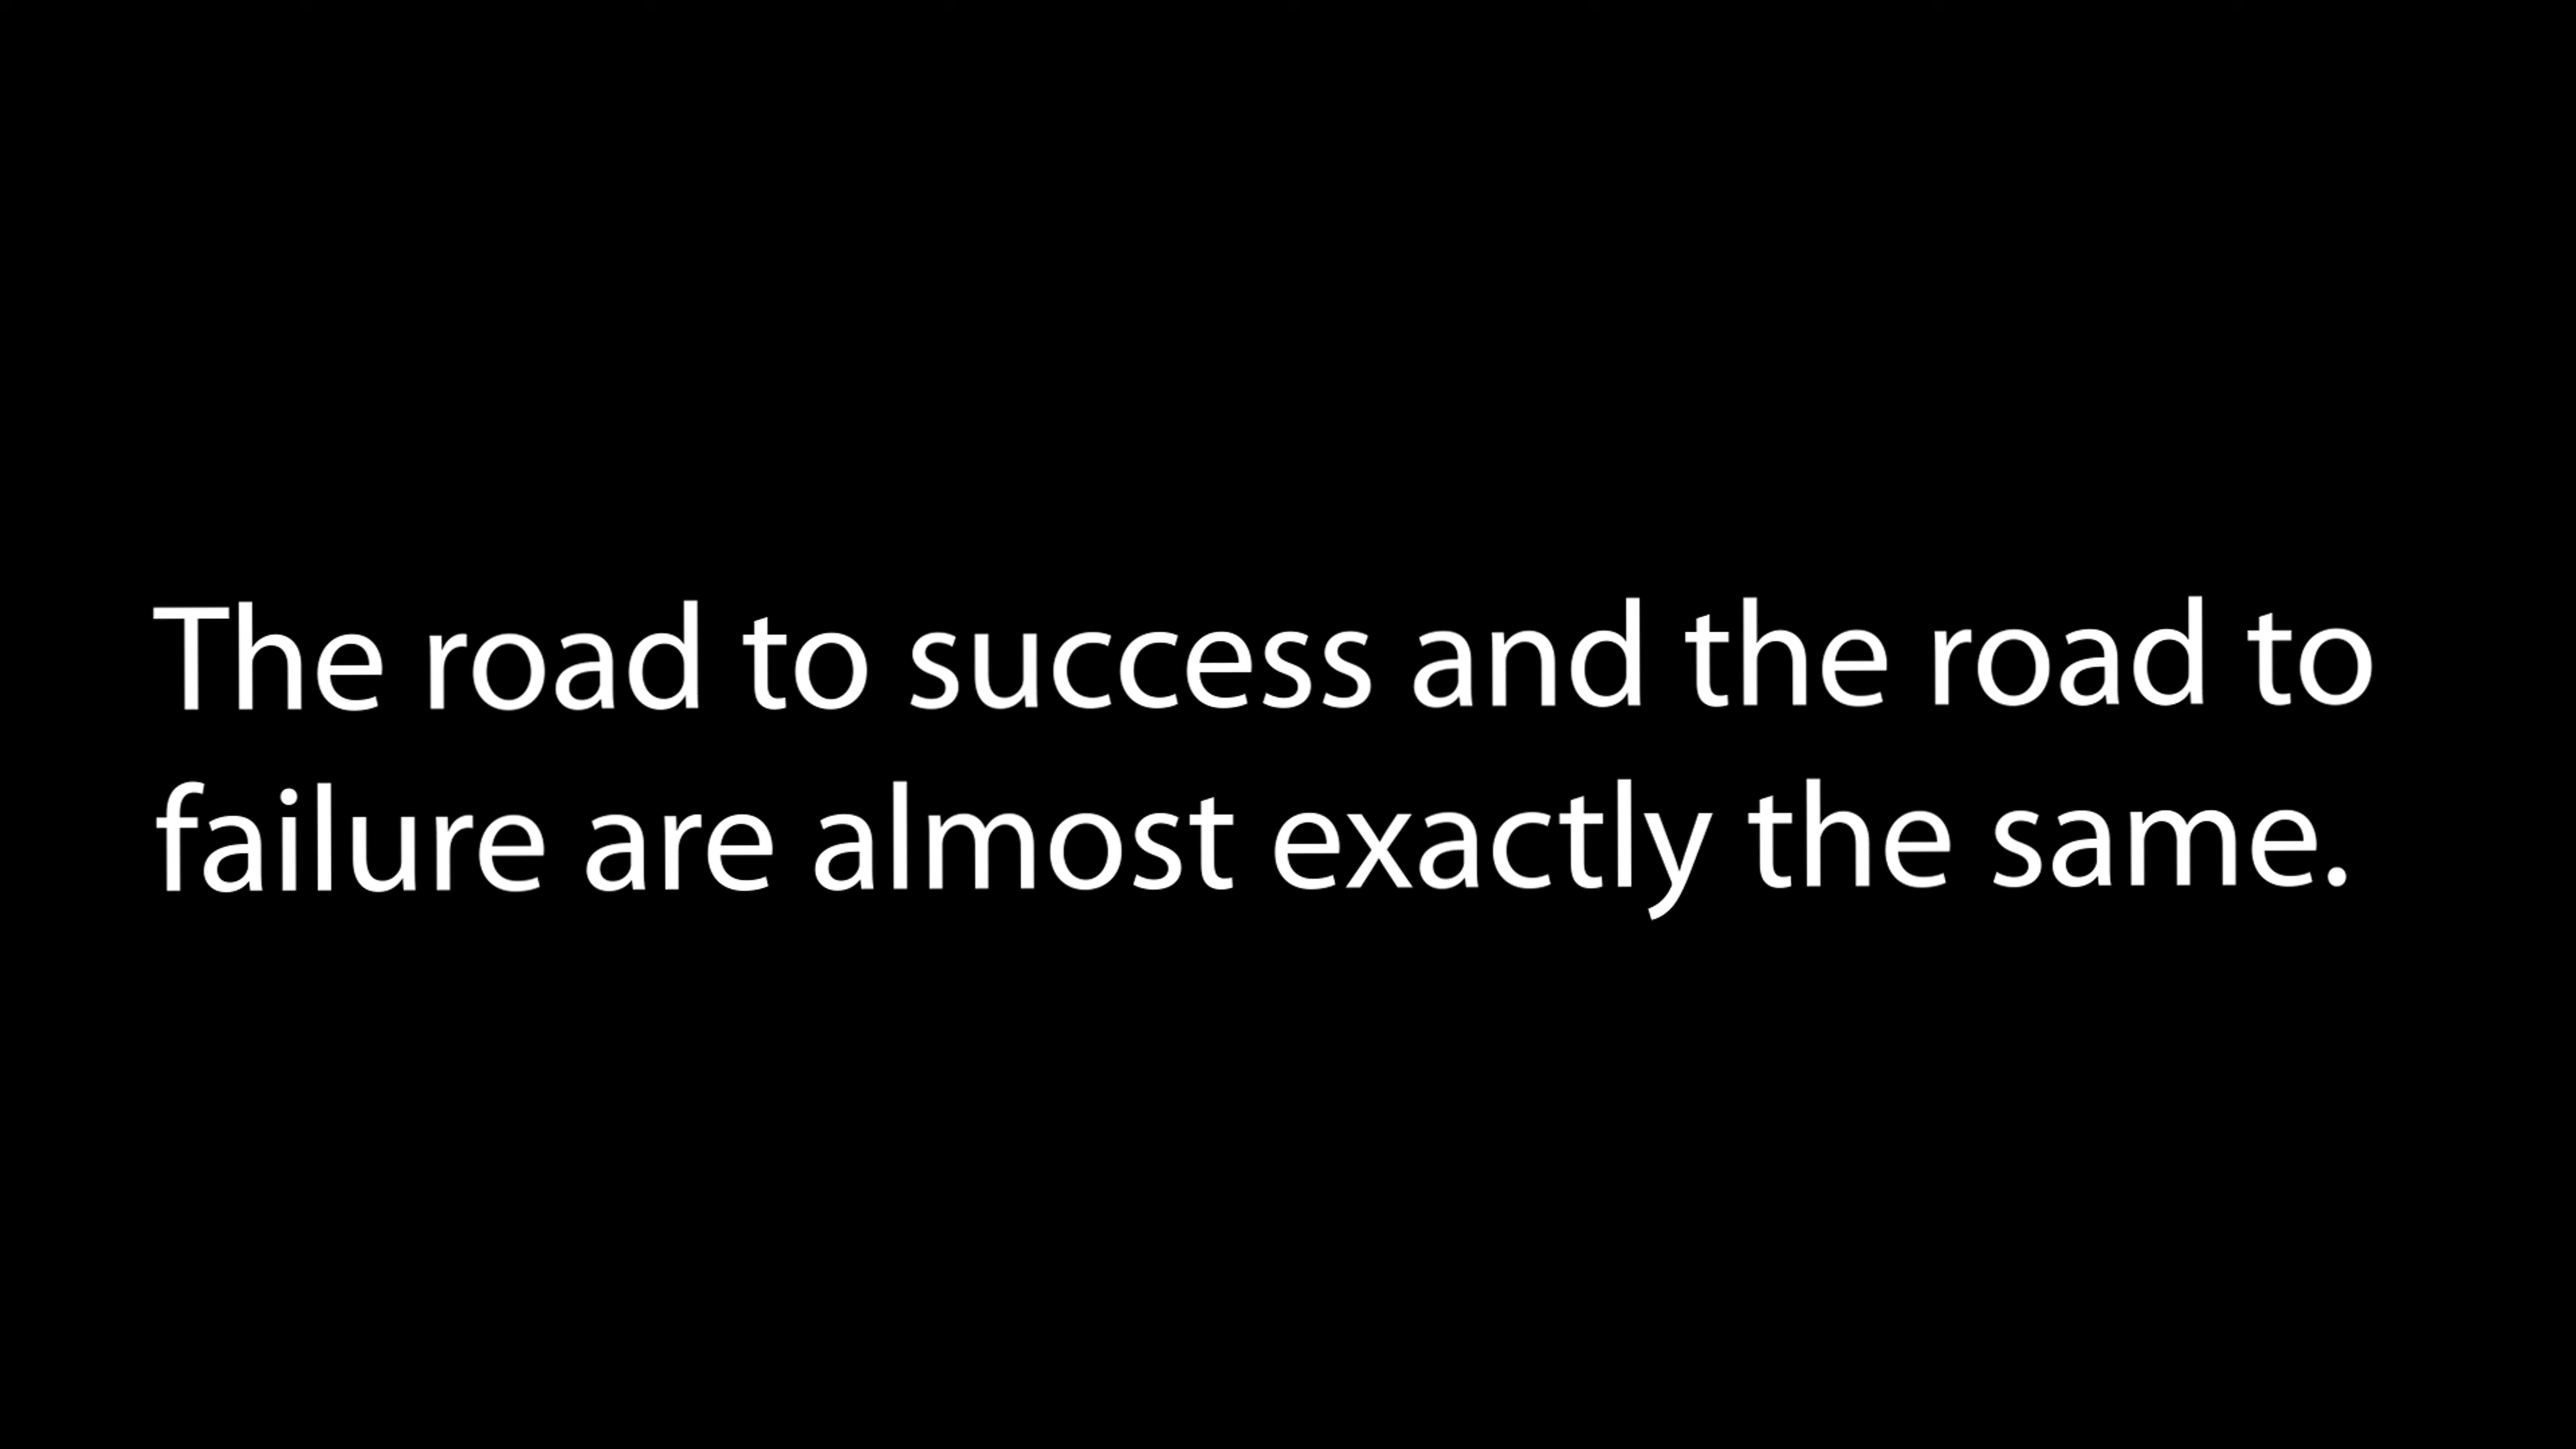 The road to success and the road to
failure are almost exactly the same.